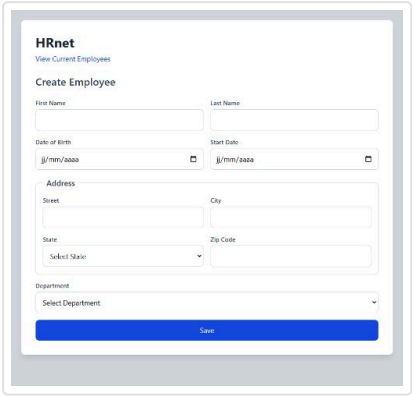 HRnet
View Current Employees
Create Employee
First Name Last Name
Date of Birth Start Date
jj/mm/aaaa jj/mm/aaaa
Address
Street City
State Zip Code
Select State
Department
Select Department
Save